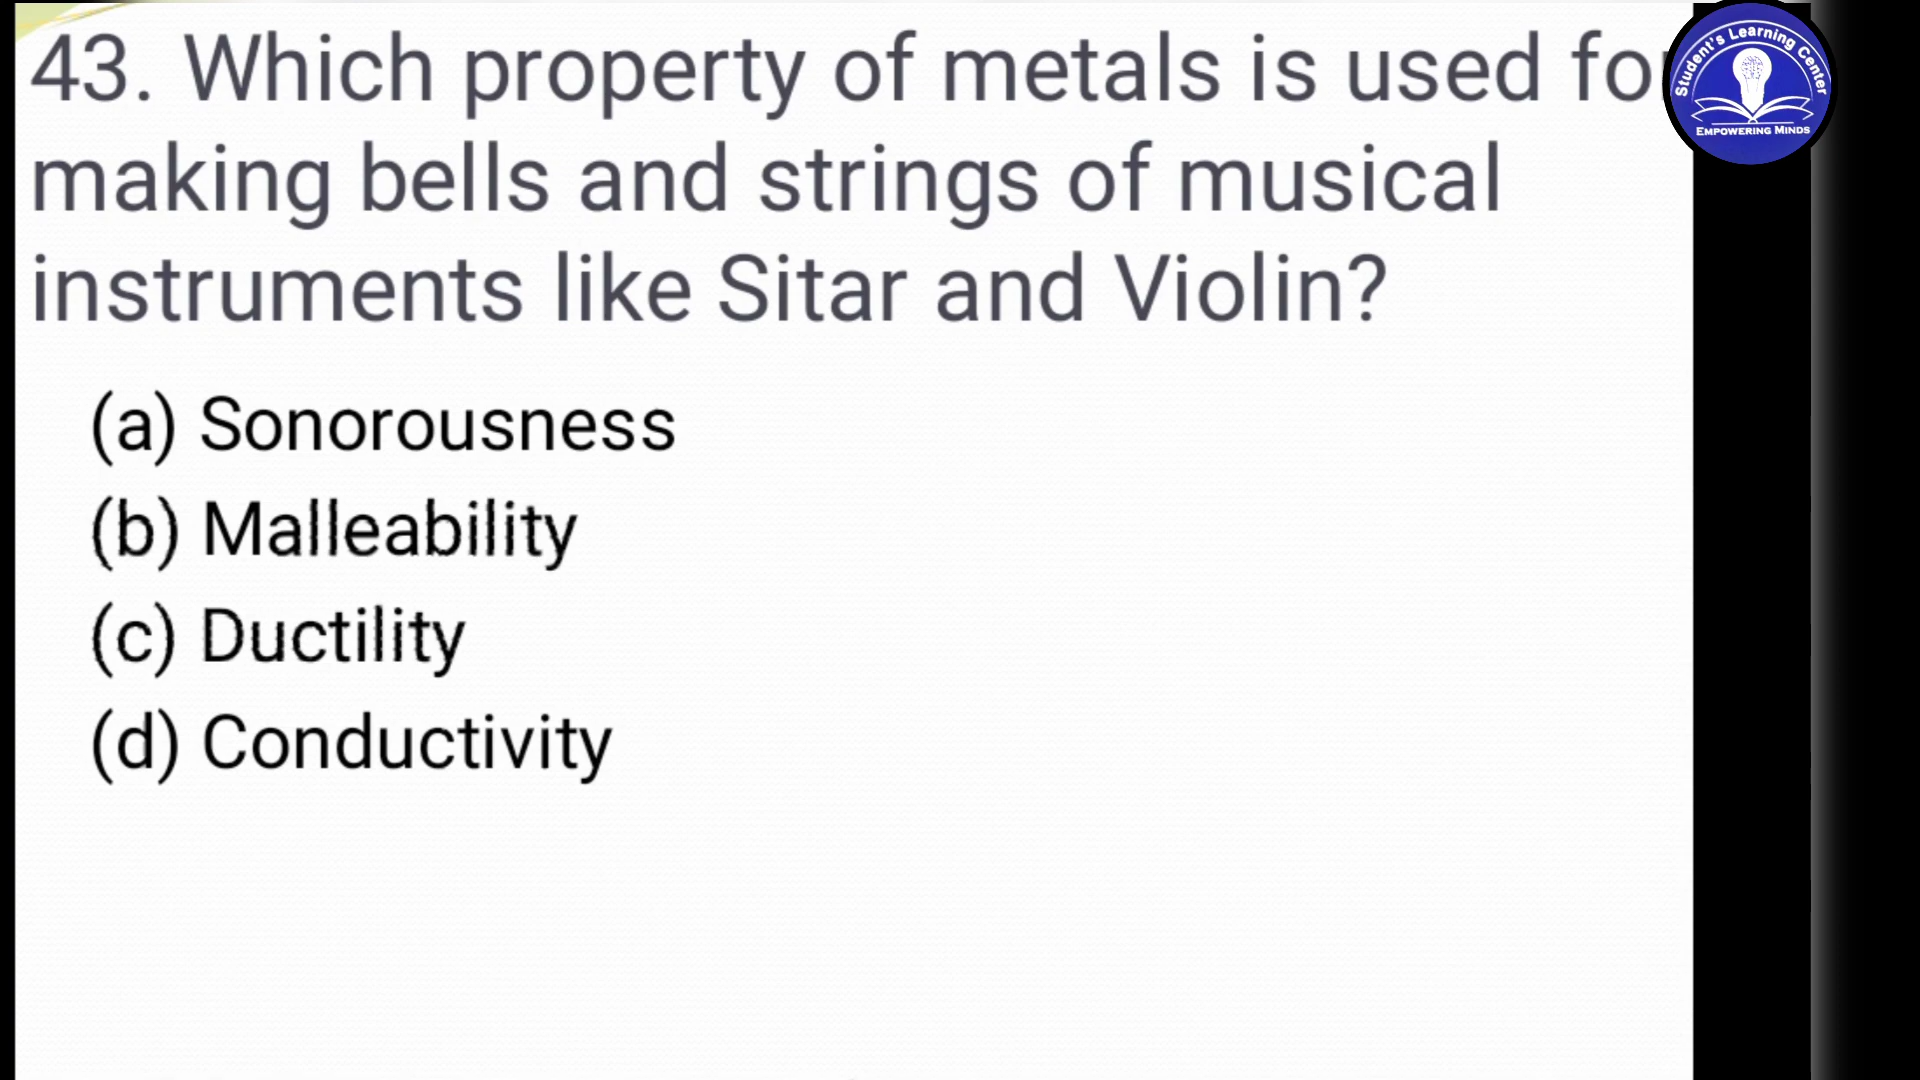 43. Which property of metals is used for
making bells and strings of musical
instruments like Sitar and Violin?
(a) Sonorousness
(b) Malleability
(c) Ductility
(d) Conductivity
Student's Learning Center
EMPOWERING MINDS